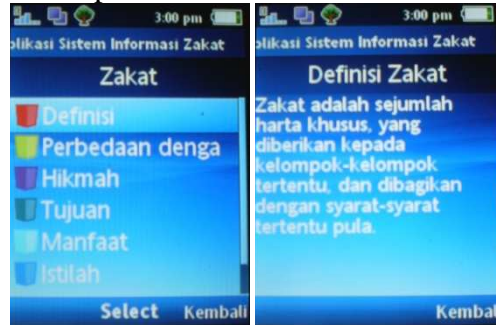 3:00 pm
plikasi Sistem Informasi Zakat
Zakat
Definisi
Perbedaan denga
Hikmah
Tujuan
Manfaat
Istilah
Select Kembali
3:00 pm
plikasi Sistem Informasi Zakat
Definisi Zakat
Zakat adalah sejumlah
harta khusus, yang
diberikan kepada
kelompok-kelompok
tertentu, dan dibagikan
dengan syarat-syarat
tertentu pula.
Kembal